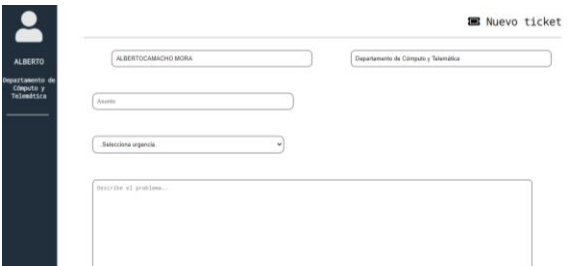 Nuevo ticket
ALBERTO
Departamento de
Cómputo y
Telemática
ALBERTOCAMACHO MORA
Departamento de Cómputo y Telemática
Asunto
Selecciona urgencia
Describe el problema..